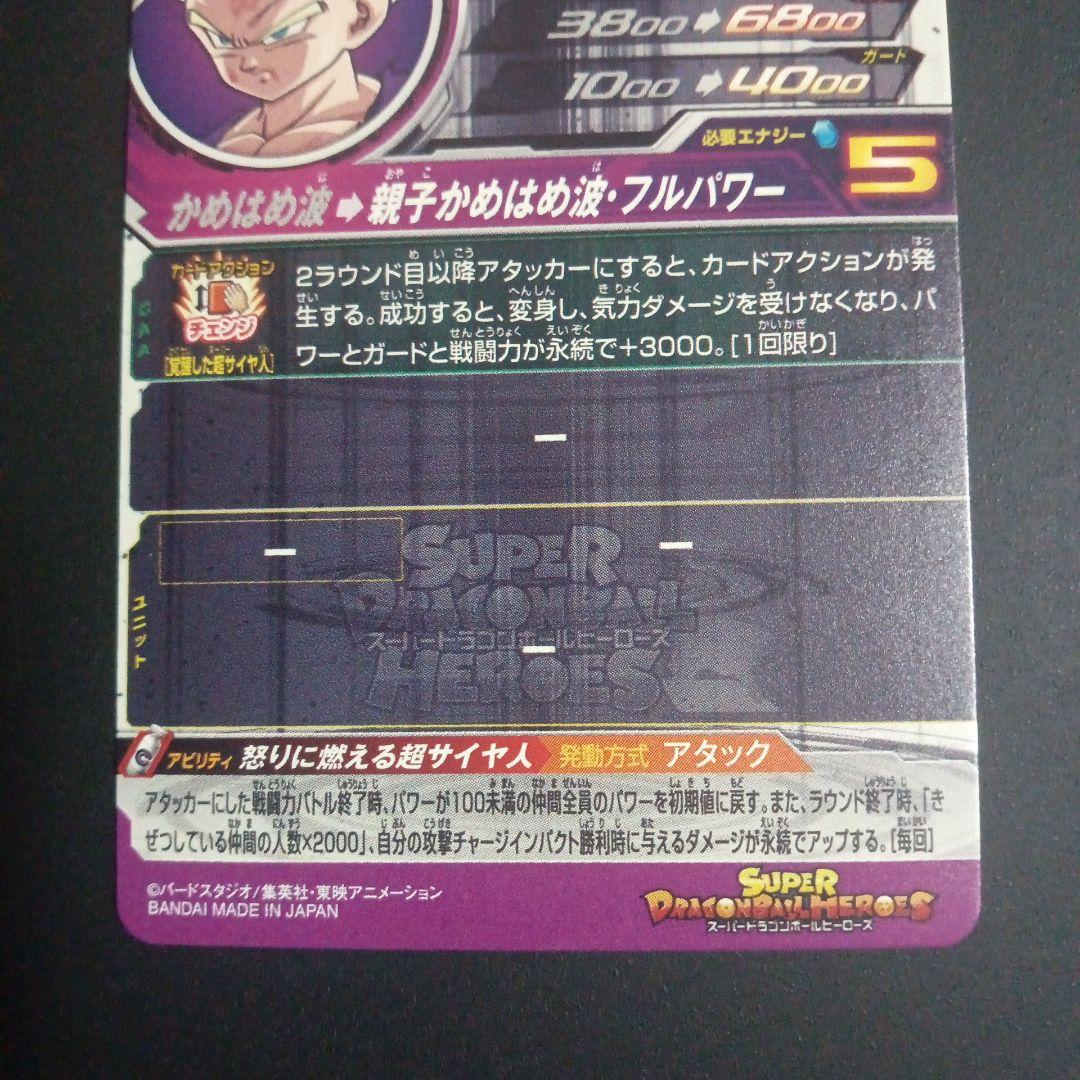 3800 ➡ 6800
ガード
1000 ➡ 4000
必要エナジー 5
かめはめ波 ➡ 親子かめはめ波・フルパワー
カードアクション
チェンジ
[覚醒した超サイヤ人]
CAA
2ラウンド目以降アタッカーにすると、カードアクションが発
生する。成功すると、変身し、気力ダメージを受けなくなり、パ
ワーとガードと戦闘力が永続で+3000。[1回限り]
ー
ユニット
ー
ー
ー
SUPER
DRAGONBALL
スーパードラゴンボールヒーローズ
HEROES
アビリティ 怒りに燃える超サイヤ人 発動方式 アタック
アタッカーにした戦闘力バトル終了時、パワーが100未満の仲間全員のパワーを初期値に戻す。また、ラウンド終了時、「き
ぜつしている仲間の人数×2000」、自分の攻撃チャージインパクト勝利時に与えるダメージが永続でアップする。[毎回]
©バードスタジオ/集英社・東映アニメーション
BANDAI MADE IN JAPAN
SUPER
DRAGONBALL HEROES
スーパードラゴンボールヒーローズ